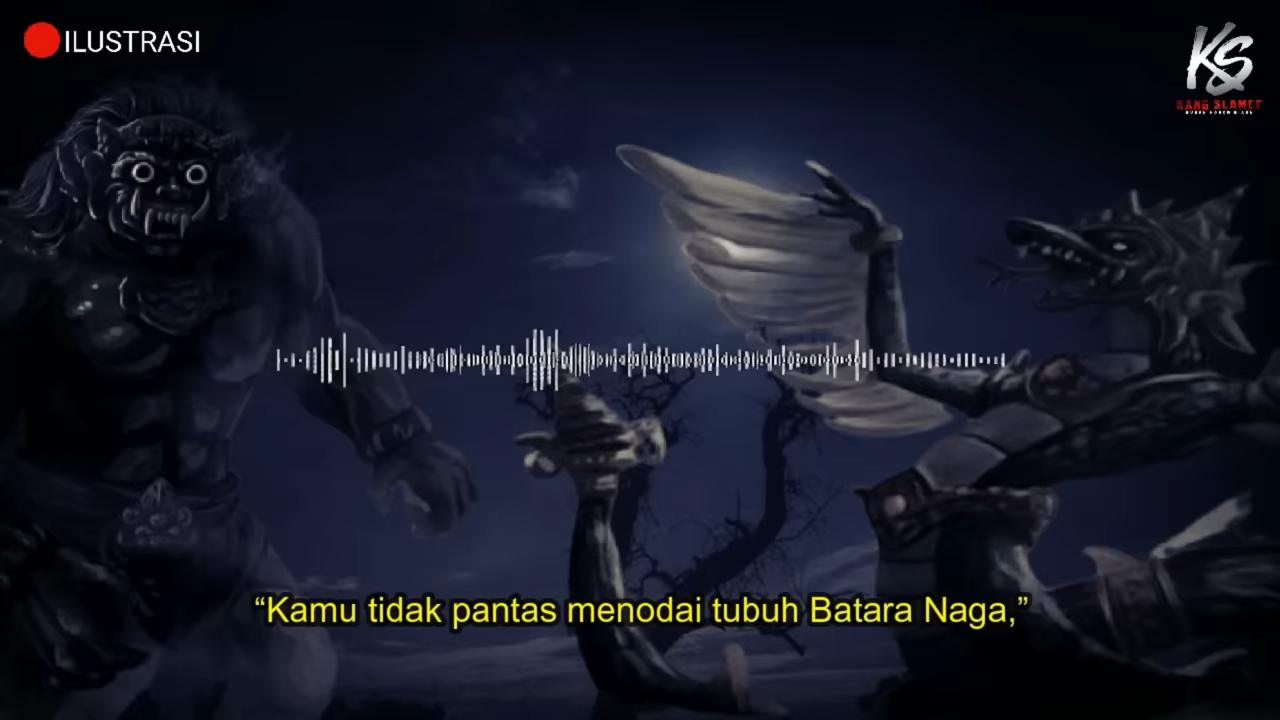 ILUSTRASI
KS
KANG SLAMET
“Kamu tidak pantas menodai tubuh Batara Naga,”